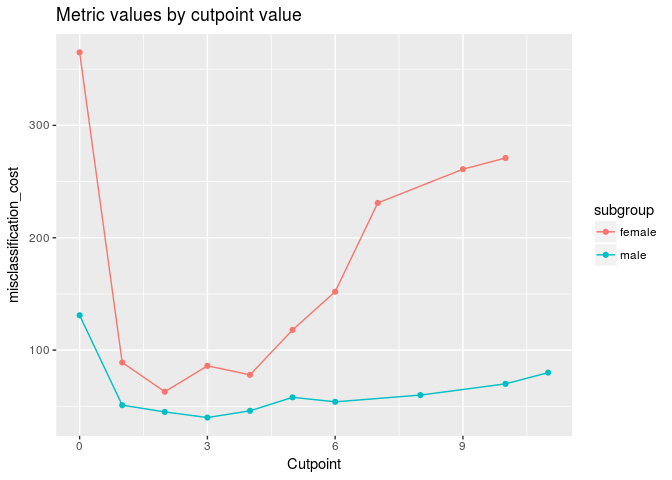 Metric values by cutpoint value
misclassification_cost
300
200
100
0 3 6 9
Cutpoint
subgroup
female
male